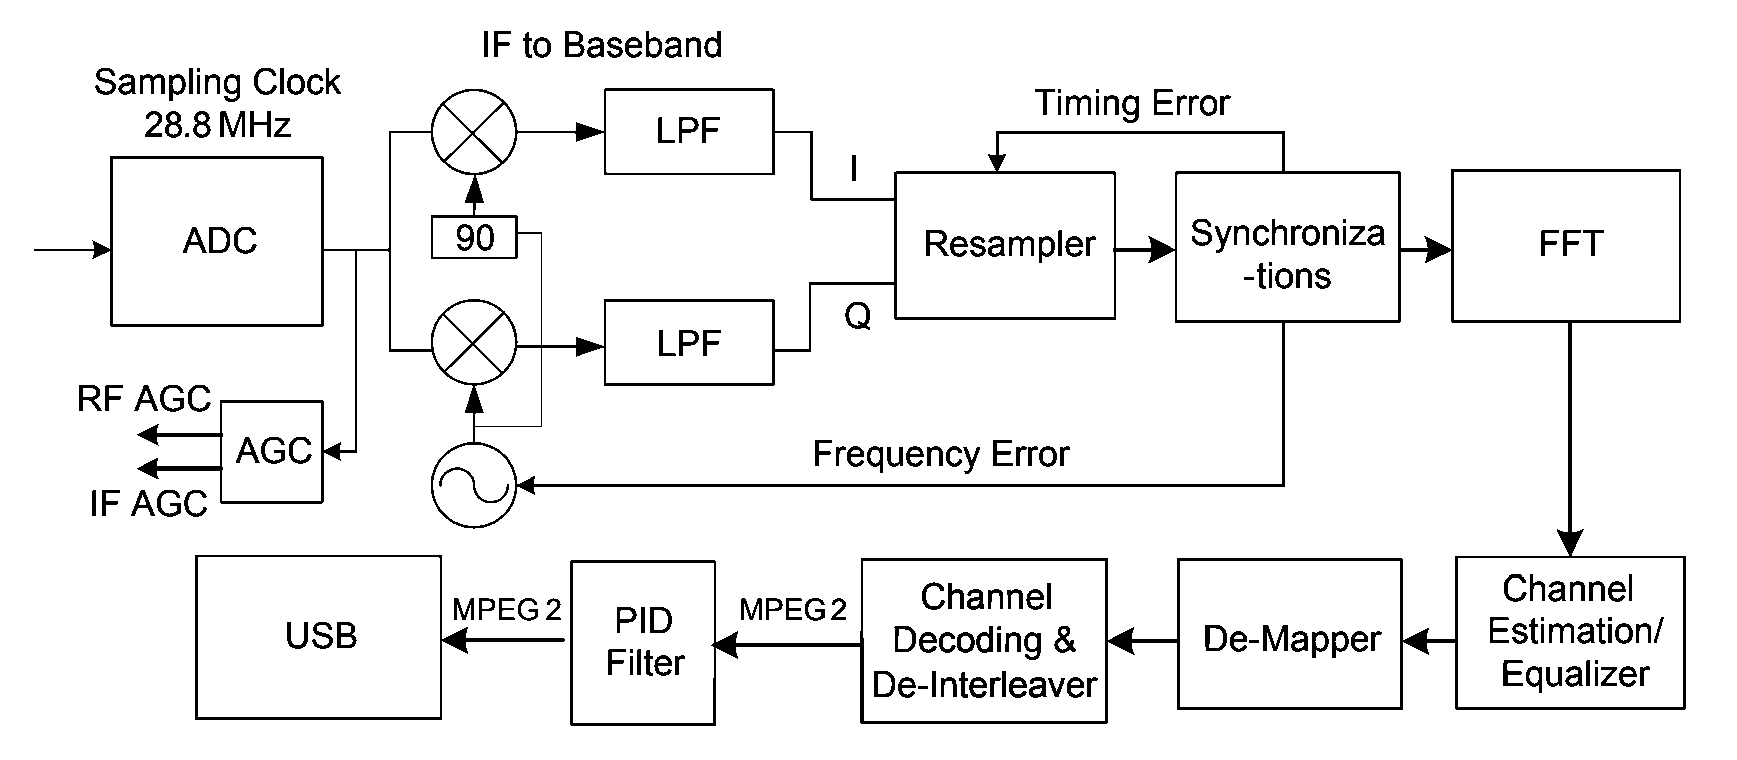 IF to Baseband
Sampling Clock
28.8 MHz
ADC
LPF
90
LPF
I
Q
Timing Error
Resampler
Synchroniza
-tions
FFT
RF AGC
AGC
IF AGC
Frequency Error
USB
MPEG 2
PID
Filter
MPEG 2
Channel
Decoding &
De-Interleaver
De-Mapper
Channel
Estimation/
Equalizer